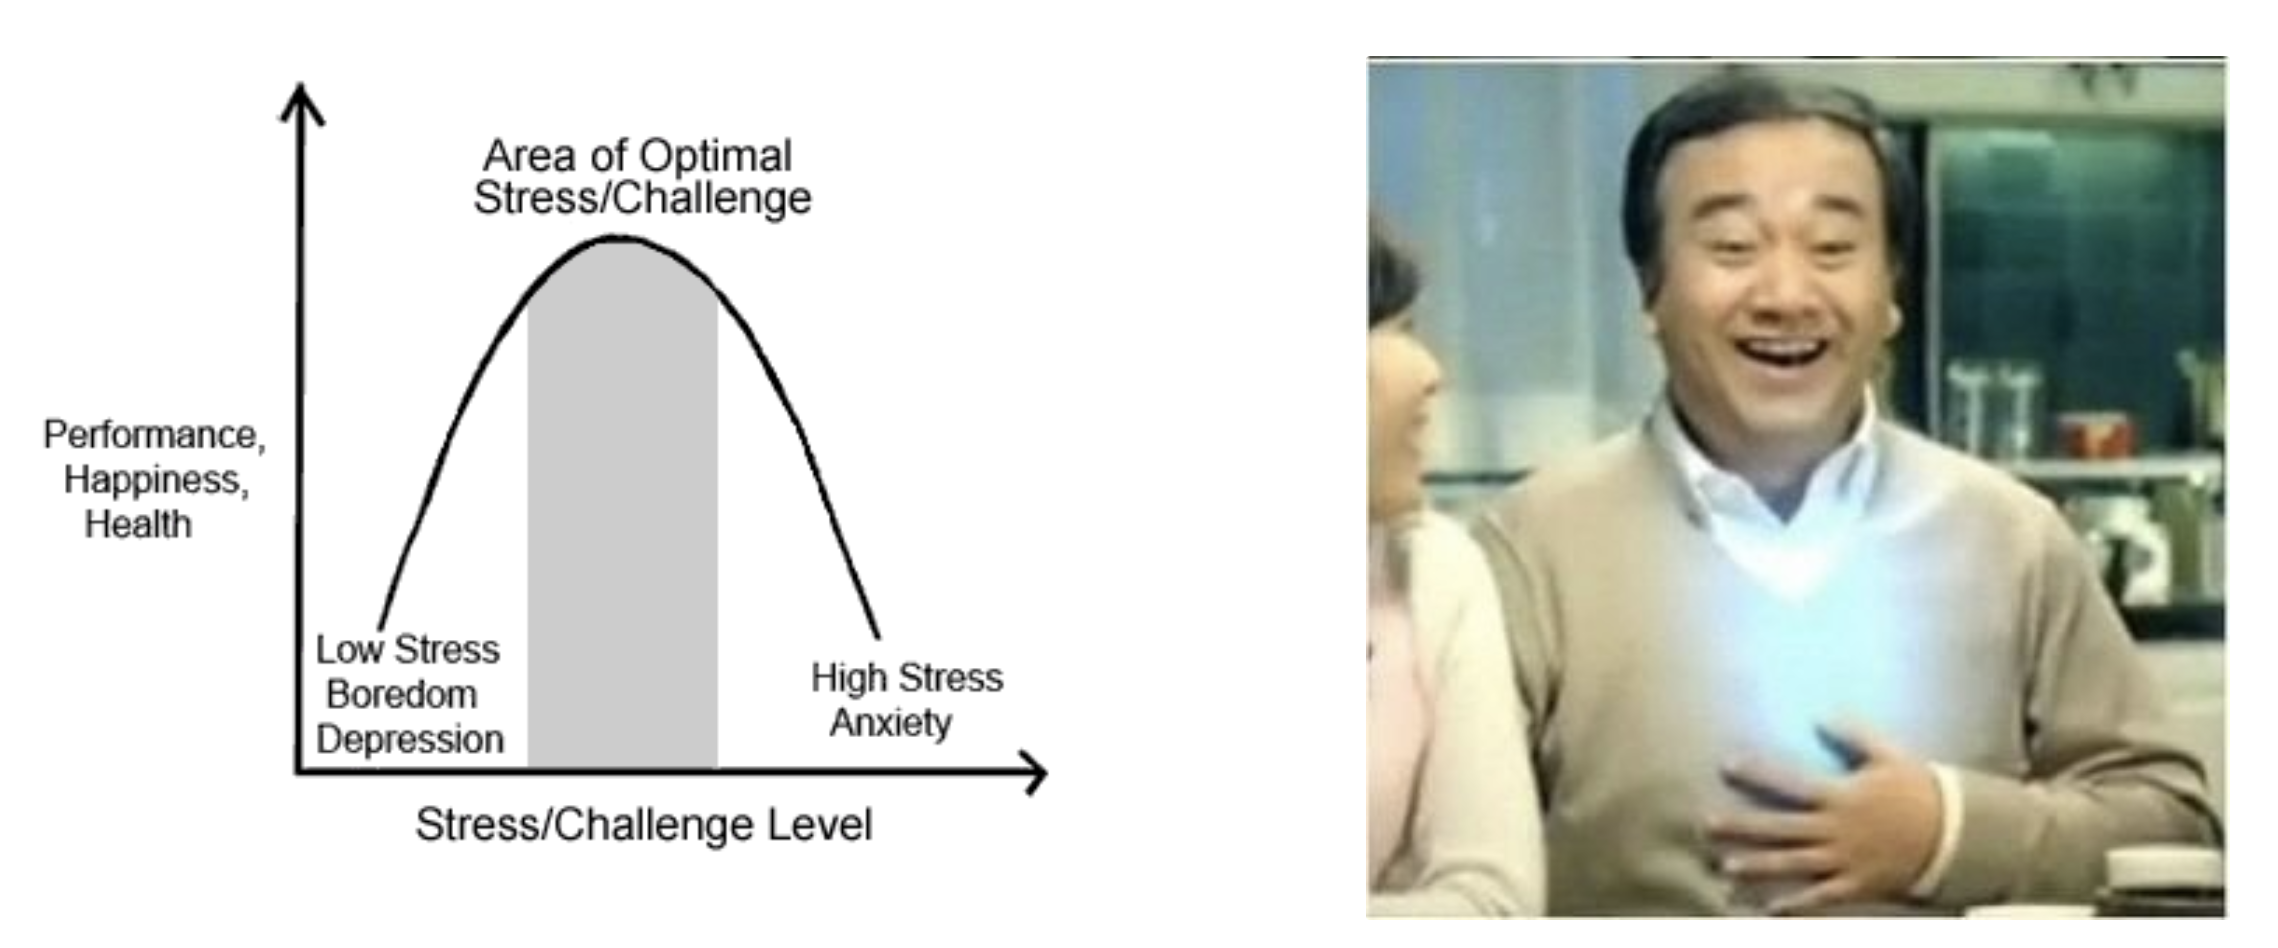 Area of Optimal
Stress/Challenge
Performance,
Happiness,
Health
Low Stress
Boredom
Depression
High Stress
Anxiety
Stress/Challenge Level